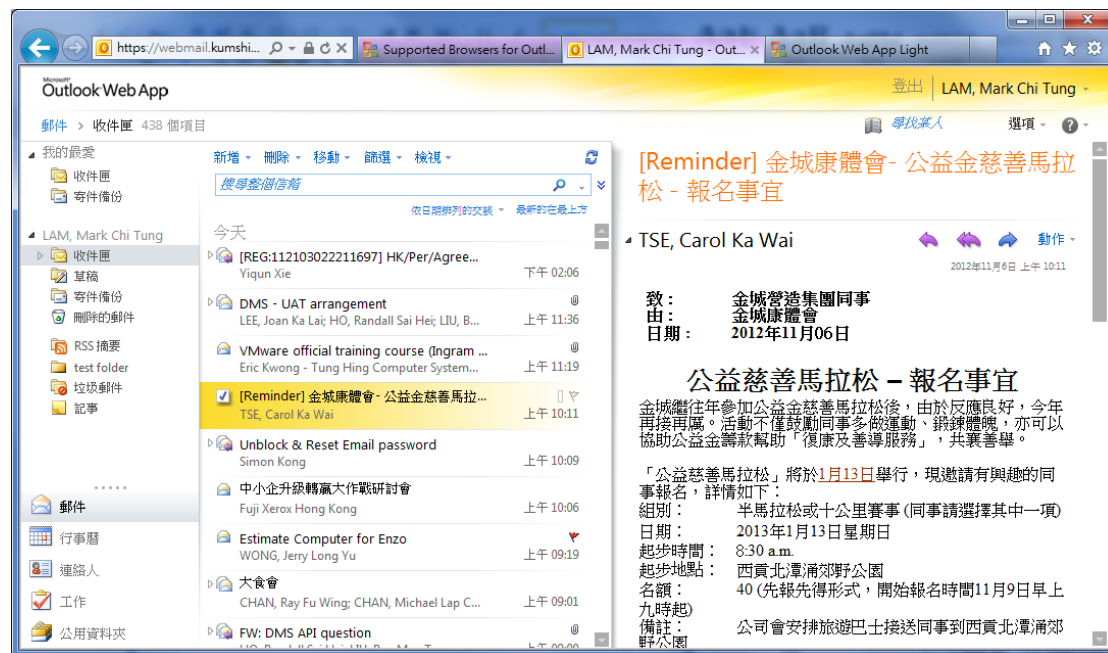 https://webmail.kumshi...
Supported Browsers for Outl...
LAM, Mark Chi Tung - Out...
Outlook Web App Light
Microsoft®
Outlook Web App
登出
LAM, Mark Chi Tung
郵件 > 收件匣 438 個項目
尋找某人
選項
我的最愛
收件匣
寄件備份
LAM, Mark Chi Tung
收件匣
草稿
寄件備份
刪除的郵件
RSS 摘要
test folder
垃圾郵件
記事
郵件
行事曆
連絡人
工作
公用資料夾
新增 刪除 移動 篩選 檢視
搜尋整個信箱
依日期排列的交談 最新的在最上方
今天
[REG:112103022211697] HK/Per/Agree...
Yiqun Xie 下午 02:06
DMS - UAT arrangement
LEE, Joan Ka Lai; HO, Randall Sai Hei; LIU, B... 上午 11:36
VMware official training course (Ingram ...
Eric Kwong - Tung Hing Computer System... 上午 11:19
[Reminder] 金城康體會- 公益金慈善馬拉...
TSE, Carol Ka Wai 上午 10:11
Unblock & Reset Email password
Simon Kong 上午 10:09
中小企升級轉贏大作戰研討會
Fuji Xerox Hong Kong 上午 10:06
Estimate Computer for Enzo
WONG, Jerry Long Yu 上午 09:19
大食會
CHAN, Ray Fu Wing; CHAN, Michael Lap C... 上午 09:01
FW: DMS API question
[Reminder] 金城康體會- 公益金慈善馬拉
松 - 報名事宜
TSE, Carol Ka Wai
動作
2012年11月6日 上午 10:11
致： 金城營造集團同事
由： 金城康體會
日期： 2012年11月06日
公益慈善馬拉松 – 報名事宜
金城繼往年參加公益金慈善馬拉松後，由於反應良好，今年
再接再厲。活動不僅鼓勵同事多做運動、鍛鍊體魄，亦可以
協助公益金籌款幫助「復康及善導服務」，共襄善舉。
「公益慈善馬拉松」將於1月13日舉行，現邀請有興趣的同
事報名，詳情如下：
組別： 半馬拉松或十公里賽事 (同事請選擇其中一項)
日期： 2013年1月13日星期日
起步時間： 8:30 a.m.
起步地點： 西貢北潭涌郊野公園
名額： 40 (先報先得形式，開始報名時間11月9日早上
九時起)
備註： 公司會安排旅遊巴士接送同事到西貢北潭涌郊
野公園